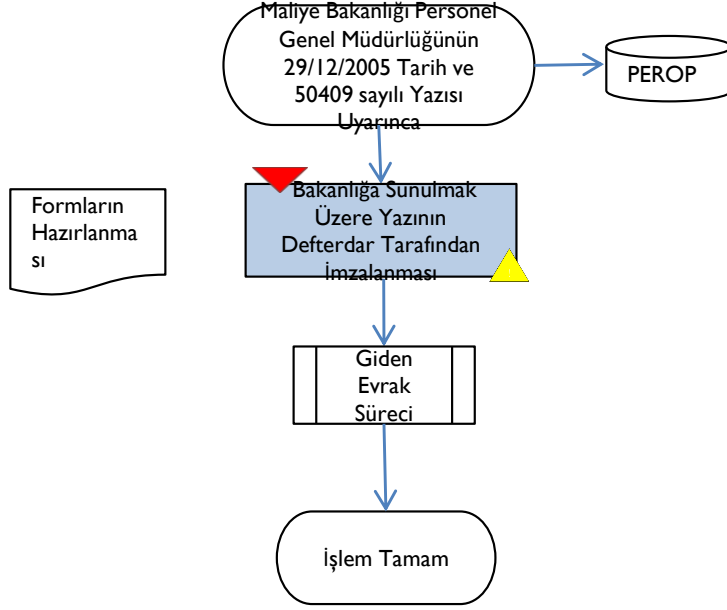 Maliye Bakanlığı Personel
Genel Müdürlüğünün
29/12/2005 Tarih ve
50409 sayılı Yazısı
Uyarınca
PEROP
Bakanlığa Sunulmak
Üzere Yazının
Defterdar Tarafından
İmzalanması
Formların
Hazırlanma
sı
Giden
Evrak
Süreci
İşlem Tamam